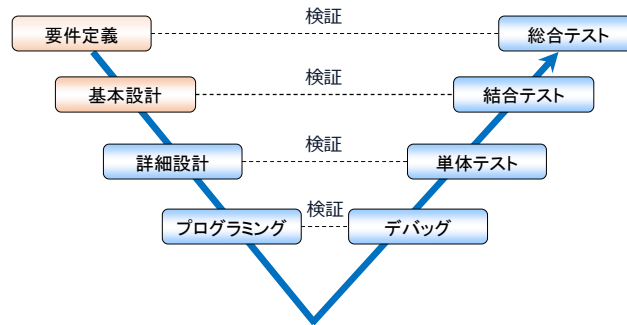 検証
要件定義
総合テスト
検証
基本設計
結合テスト
検証
詳細設計
単体テスト
検証
プログラミング
デバッグ